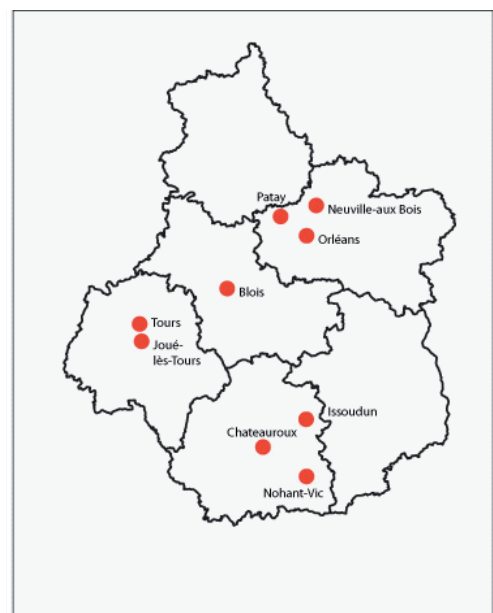 Patay
Neuville-aux Bois
Orléans
Blois
Tours
Joué-
lès-Tours
Issoudun
Chateauroux
Nohant-Vic